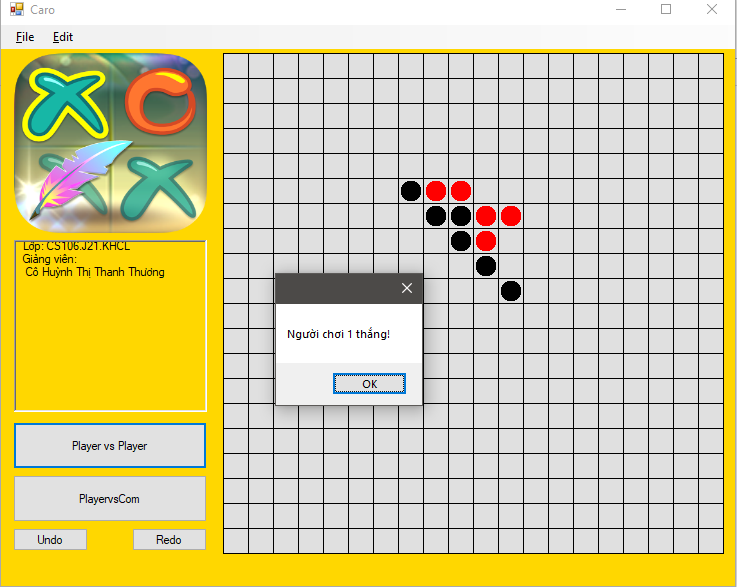 Caro
File Edit
Lớp: CS106.J21.KHCL
Giảng viên:
Cô Huỳnh Thị Thanh Thương
Người chơi 1 thắng!
OK
Player vs Player
PlayervsCom
Undo Redo